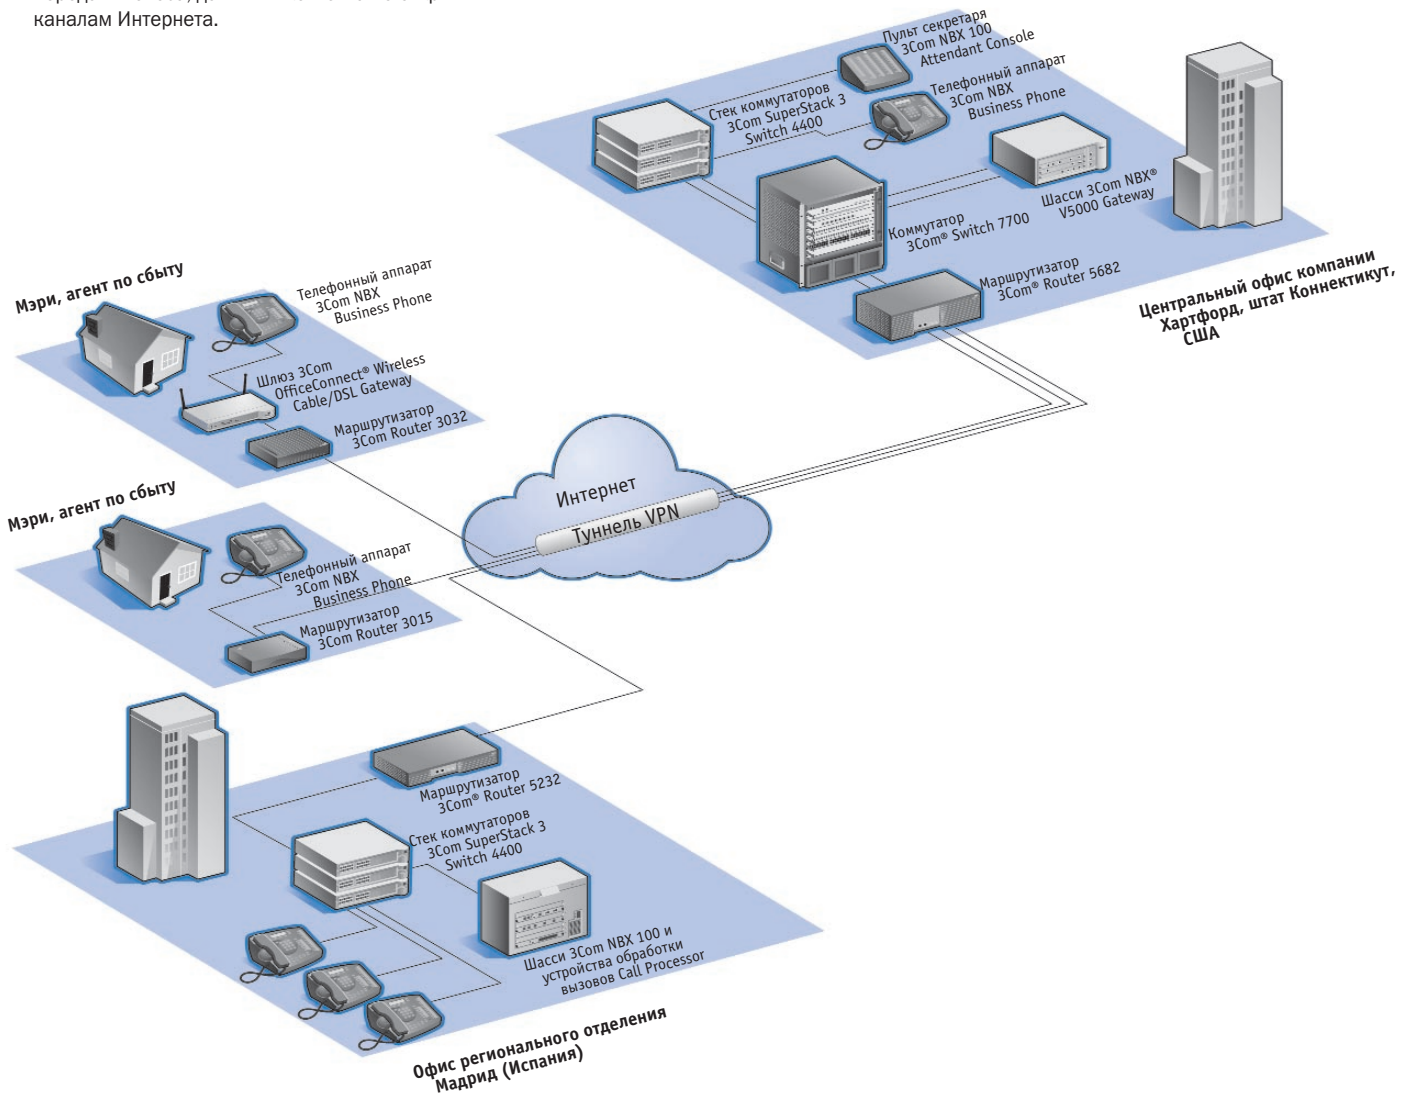 каналам Интернета.
Пульт секретаря
3Com NBX 100
Attendant Console
Телефонный аппарат
3Com NBX
Business Phone
Стек коммутаторов
3Com SuperStack 3
Switch 4400
Шасси 3Com NBX®
V5000 Gateway
Коммутатор
3Com® Switch 7700
Маршрутизатор
3Com® Router 5682
Центральный офис компании
Хартфорд, штат Коннектикут,
США
Мэри, агент по сбыту
Телефонный аппарат
3Com NBX
Business Phone
Шлюз 3Com
OfficeConnect® Wireless
Cable/DSL Gateway
Маршрутизатор
3Com Router 3032
Интернет
Туннель VPN
Мэри, агент по сбыту
Телефонный аппарат
3Com NBX
Business Phone
Маршрутизатор
3Com Router 3015
Маршрутизатор
3Com® Router 5232
Стек коммутаторов
3Com SuperStack 3
Switch 4400
Шасси 3Com NBX 100 и
устройства обработки
вызовов Call Processor
Офис регионального отделения
Мадрид (Испания)